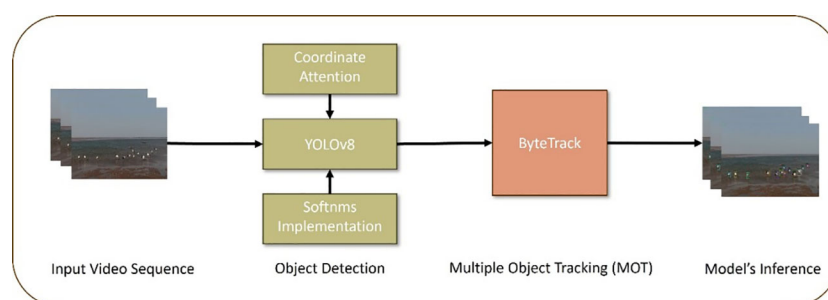 Coordinate
Attention
YOLOv8
ByteTrack
Softnms
Implementation
Input Video Sequence
Object Detection
Multiple Object Tracking (MOT)
Model's Inference